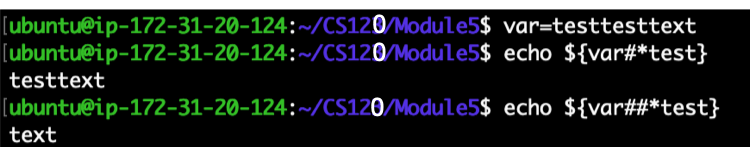 [ubuntu@ip-172-31-20-124:~/CS120/Module5$ var=testtesttext
[ubuntu@ip-172-31-20-124:~/CS120/Module5$ echo ${var#*test}
testtext
[ubuntu@ip-172-31-20-124:~/CS120/Module5$ echo ${var##*test}
text